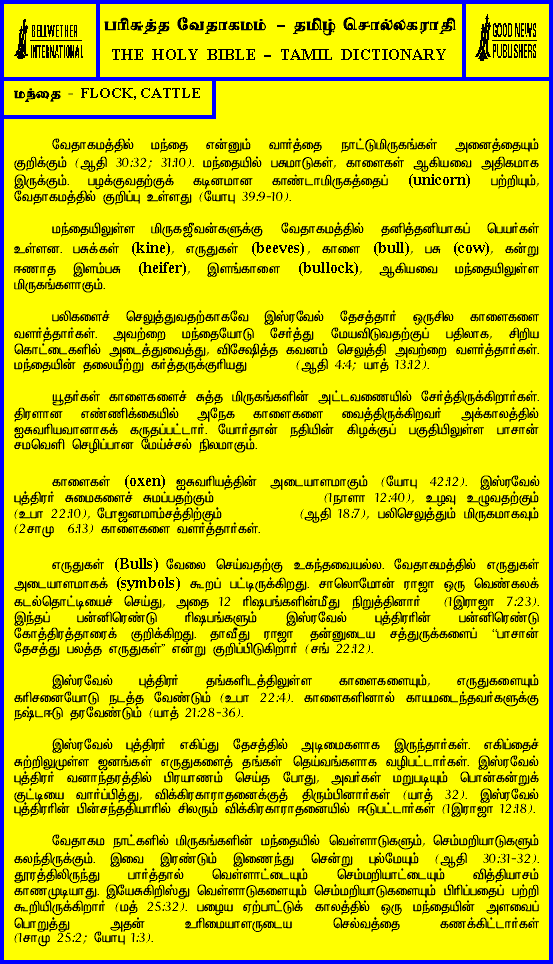 BELLWETHER
INTERNATIONAL
பரிசுத்த வேதாகமம் - தமிழ் சொல்லகராதி
THE HOLY BIBLE – TAMIL DICTIONARY
GOOD NEWS
PUBLISHERS
மந்தை - FLOCK, CATTLE
வேதாகமத்தில் மந்தை என்னும் வார்த்தை நாட்டுமிருகங்கள் அனைத்தையும்
குறிக்கும் (ஆதி 30:32; 31:10). மந்தையில் பசுமாடுகள், காளைகள் ஆகியவை அதிகமாக
இருக்கும். பழக்குவதற்குக் கடினமான காண்டாமிருகத்தைப் (unicorn) பற்றியும்,
வேதாகமத்தில் குறிப்பு உள்ளது (யோபு 39:9-10).
மந்தையிலுள்ள மிருகஜீவன்களுக்கு வேதாகமத்தில் தனித்தனியாகப் பெயர்கள்
உள்ளன. பசுக்கள் (kine), எருதுகள் (beeves), காளை (bull), பசு (cow), கன்று
ஈணாத இளம்பசு (heifer), இளங்காளை (bullock), ஆகியவை மந்தையிலுள்ள
மிருகங்களாகும்.
பலிகளைச் செலுத்துவதற்காகவே இஸ்ரவேல் தேசத்தார் ஒருசில காளைகளை
வளர்த்தார்கள். அவற்றை மந்தையோடு சேர்த்து மேயவிடுவதற்குப் பதிலாக, சிறிய
கொட்டைகளில் அடைத்துவைத்து, விசேஷித்த கவனம் செலுத்தி அவற்றை வளர்த்தார்கள்.
மந்தையின் தலையீற்று கர்த்தருக்குரியது (ஆதி 4:4; யாத் 13:12).
யூதர்கள் காளைகளைச் சுத்த மிருகங்களின் அட்டவணையில் சேர்த்திருக்கிறார்கள்.
திரளான எண்ணிக்கையில் அநேக காளைகளை வைத்திருக்கிறவர் அக்காலத்தில்
ஐசுவரியவானாகக் கருதப்பட்டார். யோர்தான் நதியின் கிழக்குப் பகுதியிலுள்ள பாசான்
சமவெளி செழிப்பான மேய்ச்சல் நிலமாகும்.
காளைகள் (oxen) ஐசுவரியத்தின் அடையாளமாகும் (யோபு 42:12). இஸ்ரவேல்
புத்திரர் சுமைகளைச் சுமப்பதற்கும் (1நாளா 12:40), உழவு உழுவதற்கும்
(உபா 22:10), போஜனமாம்சத்திற்கும் (ஆதி 18:7), பலிசெலுத்தும் மிருகமாகவும்
(2சாமு 6:13) காளைகளை வளர்த்தார்கள்.
எருதுகள் (Bulls) வேலை செய்வதற்கு உகந்தவையல்ல. வேதாகமத்தில் எருதுகள்
அடையாளமாகக் (symbols) கூறப் பட்டிருக்கிறது. சாலொமோன் ராஜா ஒரு வெண்கலக்
கடல்தொட்டியைச் செய்து, அதை 12 ரிஷபங்களின்மீது நிறுத்தினார் (1இராஜா 7:23).
இந்தப் பன்னிரெண்டு ரிஷபங்களும் இஸ்ரவேல் புத்திரரின் பன்னிரெண்டு
கோத்திரத்தாரைக் குறிக்கிறது. தாவீது ராஜா தன்னுடைய சத்துருக்களைப் “பாசான்
தேசத்து பலத்த எருதுகள்” என்று குறிப்பிடுகிறார் (சங் 22:12).
இஸ்ரவேல் புத்திரர் தங்களிடத்திலுள்ள காளைகளையும், எருதுகளையும்
கரிசனையோடு நடத்த வேண்டும் (உபா 22:4). காளைகளினால் காயமடைந்தவர்களுக்கு
நஷ்டஈடு தரவேண்டும் (யாத் 21:28-36).
இஸ்ரவேல் புத்திரர் எகிப்து தேசத்தில் அடிமைகளாக இருந்தார்கள். எகிப்தைச்
சுற்றிலுமுள்ள ஜனங்கள் எருதுகளைத் தங்கள் தெய்வங்களாக வழிபட்டார்கள். இஸ்ரவேல்
புத்திரர் வனாந்தரத்தில் பிரயாணம் செய்த போது, அவர்கள் மறுபடியும் பொன்கன்றுக்
குட்டியை வார்ப்பித்து, விக்கிரகாராதனைக்குத் திரும்பினார்கள் (யாத் 32). இஸ்ரவேல்
புத்திரரின் பின்சந்ததியாரில் சிலரும் விக்கிரகாராதனையில் ஈடுபட்டார்கள் (1இராஜா 12:18).
வேதாகம நாட்களில் மிருகங்களின் மந்தையில் வெள்ளாடுகளும், செம்மறியாடுகளும்
கலந்திருக்கும். இவை இரண்டும் இணைந்து சென்று புல்மேயும் (ஆதி 30:31-32).
தூரத்திலிருந்து பார்த்தால் வெள்ளாட்டையும் செம்மறியாட்டையும் வித்தியாசம்
காணமுடியாது. இயேசுகிறிஸ்து வெள்ளாடுகளையும் செம்மறியாடுகளையும் பிரிப்பதைப் பற்றி
கூறியிருக்கிறார் (மத் 25:32). பழைய ஏற்பாட்டுக் காலத்தில் ஒரு மந்தையின் அளவைப்
பொறுத்து அதன் உரிமையாளருடைய செல்வத்தை கணக்கிட்டார்கள்
(1சாமு 25:2; யோபு 1:3).